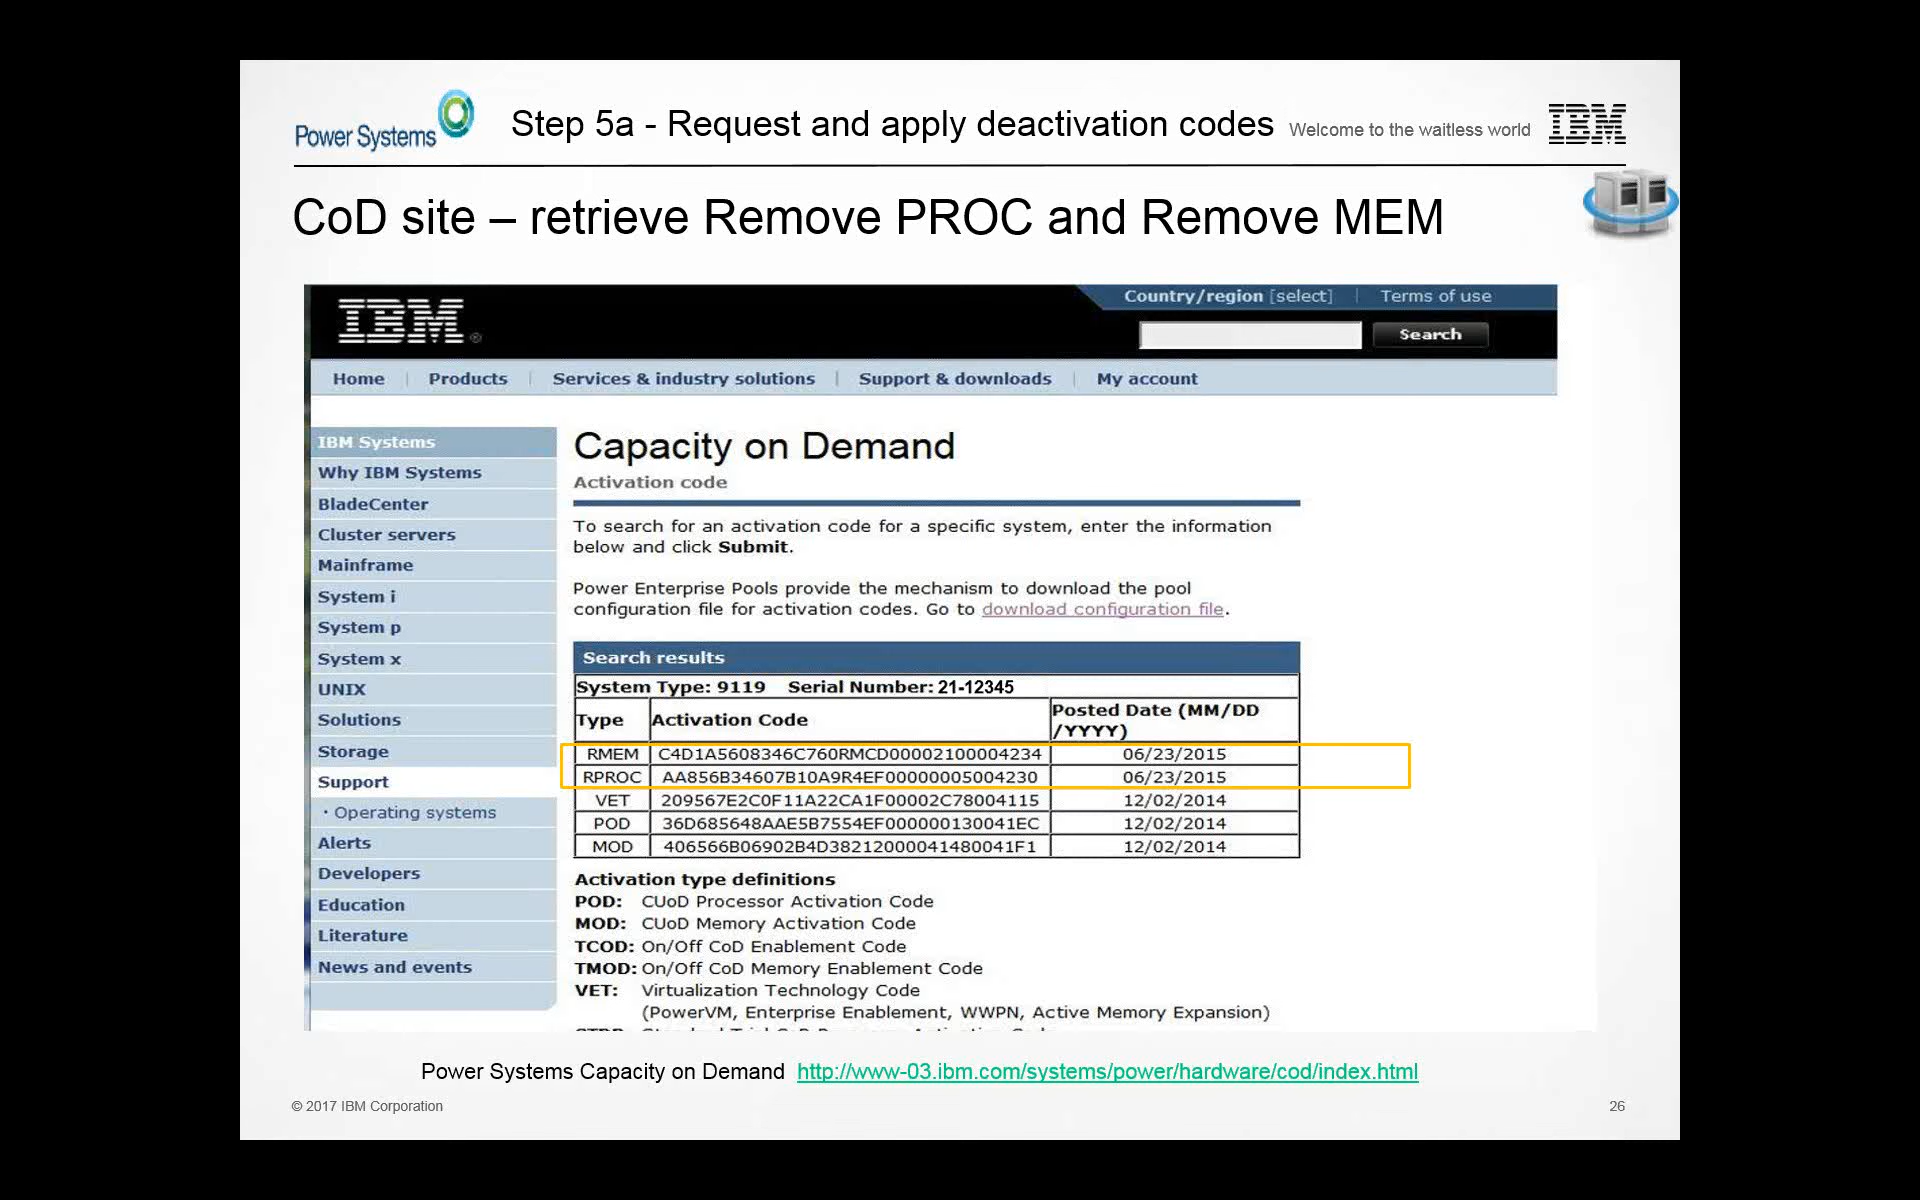 Power Systems
Step 5a - Request and apply deactivation codes
Welcome to the waitless world
IBM
CoD site – retrieve Remove PROC and Remove MEM
IBM®
Country/region [select] | Terms of use
Search
Home | Products | Services & industry solutions | Support & downloads | My account
IBM Systems
Why IBM Systems
BladeCenter
Cluster servers
Mainframe
System i
System p
System x
UNIX
Solutions
Storage
Support
· Operating systems
Alerts
Developers
Education
Literature
News and events
Capacity on Demand
Activation code
To search for an activation code for a specific system, enter the information
below and click Submit.
Power Enterprise Pools provide the mechanism to download the pool
configuration file for activation codes. Go to download configuration file.
Search results
System Type: 9119 Serial Number: 21-12345
Type Activation Code Posted Date (MM/DD
/YYYY)
RMEM C4D1A5608346C760RMCD00002100004234 06/23/2015
RPROC AA856B34607B10A9R4EF00000005004230 06/23/2015
VET 209567E2C0F11A22CA1F00002C78004115 12/02/2014
POD 36D685648AAE5B7554EF000000130041EC 12/02/2014
MOD 406566B06902B4D38212000041480041F1 12/02/2014
Activation type definitions
POD: CUoD Processor Activation Code
MOD: CUoD Memory Activation Code
TCOD: On/Off CoD Enablement Code
TMOD: On/Off CoD Memory Enablement Code
VET: Virtualization Technology Code
(PowerVM, Enterprise Enablement, WWPN, Active Memory Expansion)
Power Systems Capacity on Demand http://www-03.ibm.com/systems/power/hardware/cod/index.html
© 2017 IBM Corporation
26